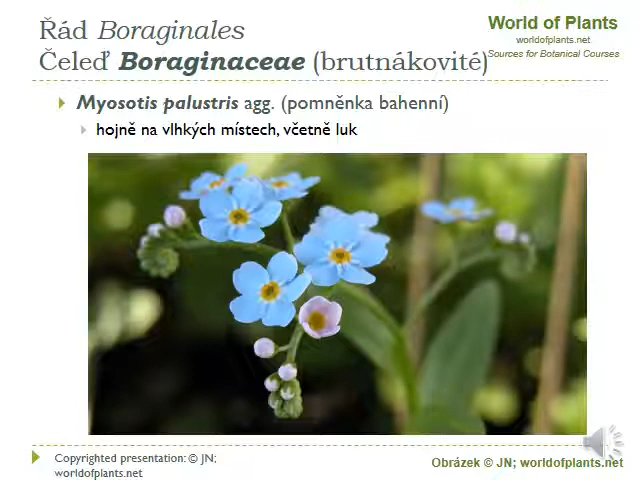 Řád Boraginales
Čeleď Boraginaceae (brutnákovité)
World of Plants
worldofplants.net
Sources for Botanical Courses
Myosotis palustris agg. (pomněnka bahenní)
hojně na vlhkých místech, včetně luk
Copyrighted presentation: © JN;
worldofplants.net
Obrázek © JN; worldofplants.net